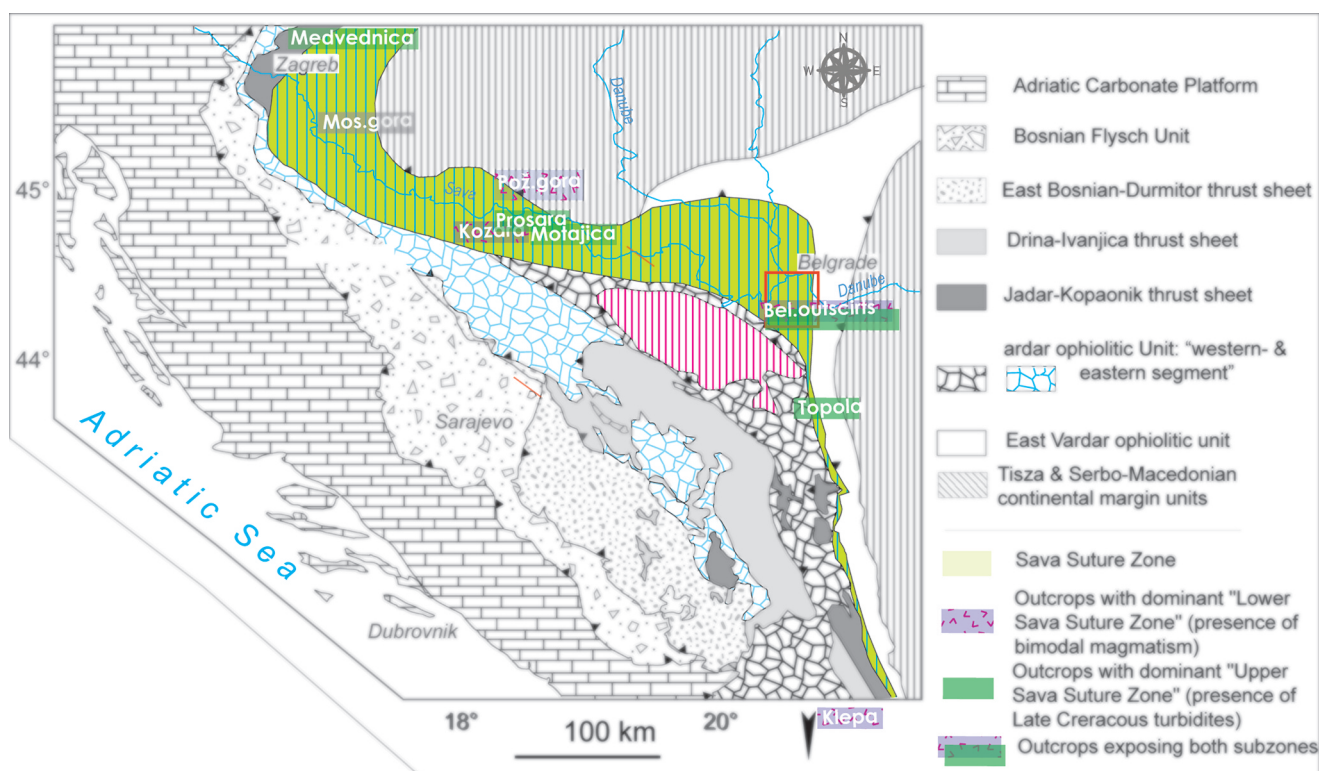 Medvednica
Zagreb
Mos.gora
Danube
N
W E
S
Sava
Pož.gora
Prosara
Kozara
Motajica
Belgrade
Danube
Bel.outscirts
Topola
Sarajevo
Dubrovnik
Adriatic Sea
45°
44°
18°
20°
100 km
Klepa
Adriatic Carbonate Platform
Bosnian Flysch Unit
East Bosnian-Durmitor thrust sheet
Drina-Ivanjica thrust sheet
Jadar-Kopaonik thrust sheet
ardar ophiolitic Unit: “western- &
eastern segment”
East Vardar ophiolitic unit
Tisza & Serbo-Macedonian
continental margin units
Sava Suture Zone
Outcrops with dominant "Lower
Sava Suture Zone" (presence of
bimodal magmatism)
Outcrops with dominant "Upper
Sava Suture Zone" (presence of
Late Creracous turbidites)
Outcrops exposing both subzones